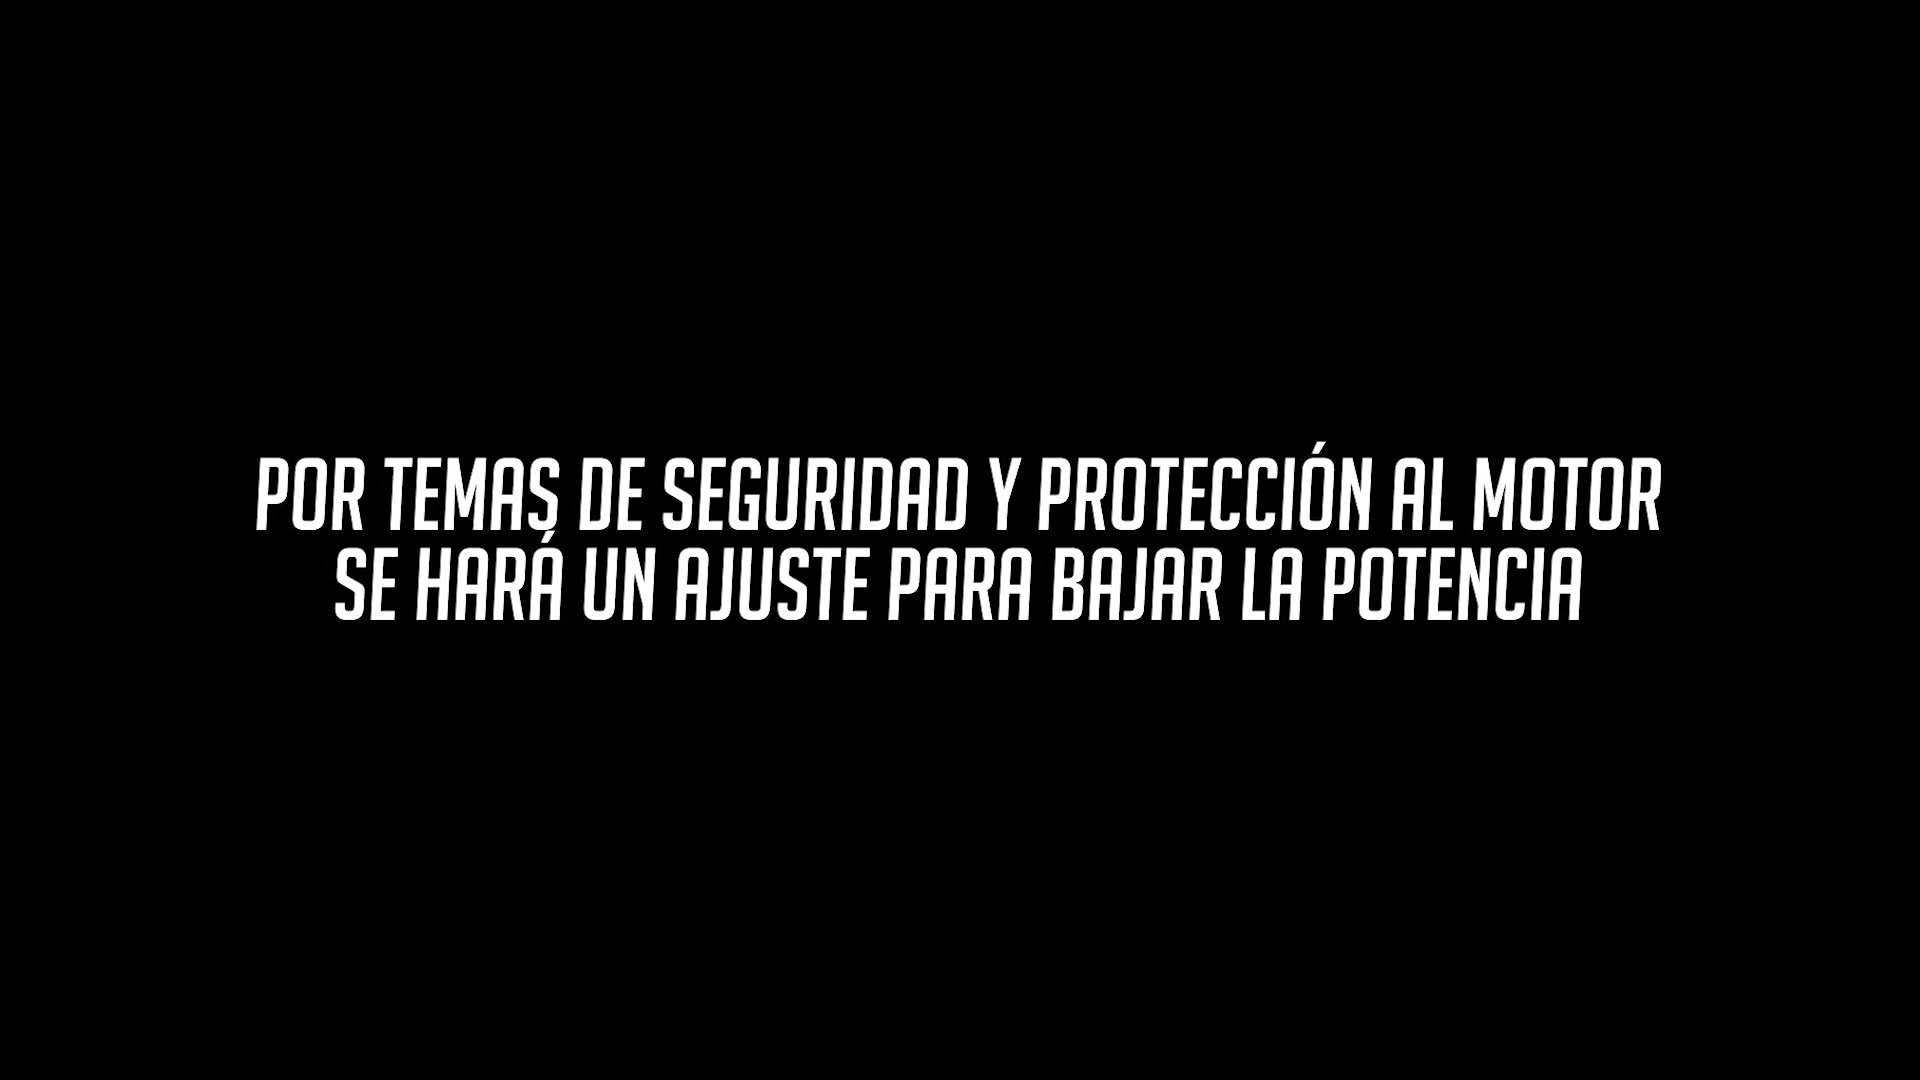 POR TEMAS DE SEGURIDAD Y PROTECCIÓN AL MOTOR
SE HARÁ UN AJUSTE PARA BAJAR LA POTENCIA